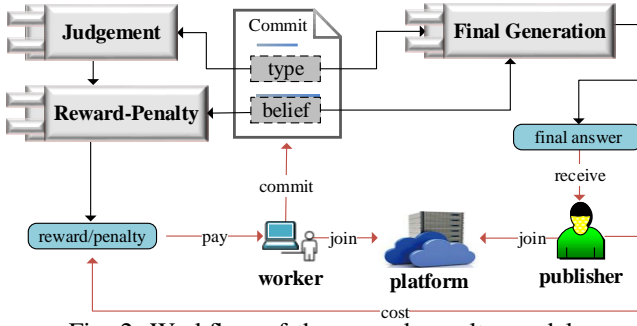 Judgement
Commit
Final Generation
type
Reward-Penalty
belief
final answer
commit
receive
reward/penalty
pay
join
join
worker
platform
publisher
cost